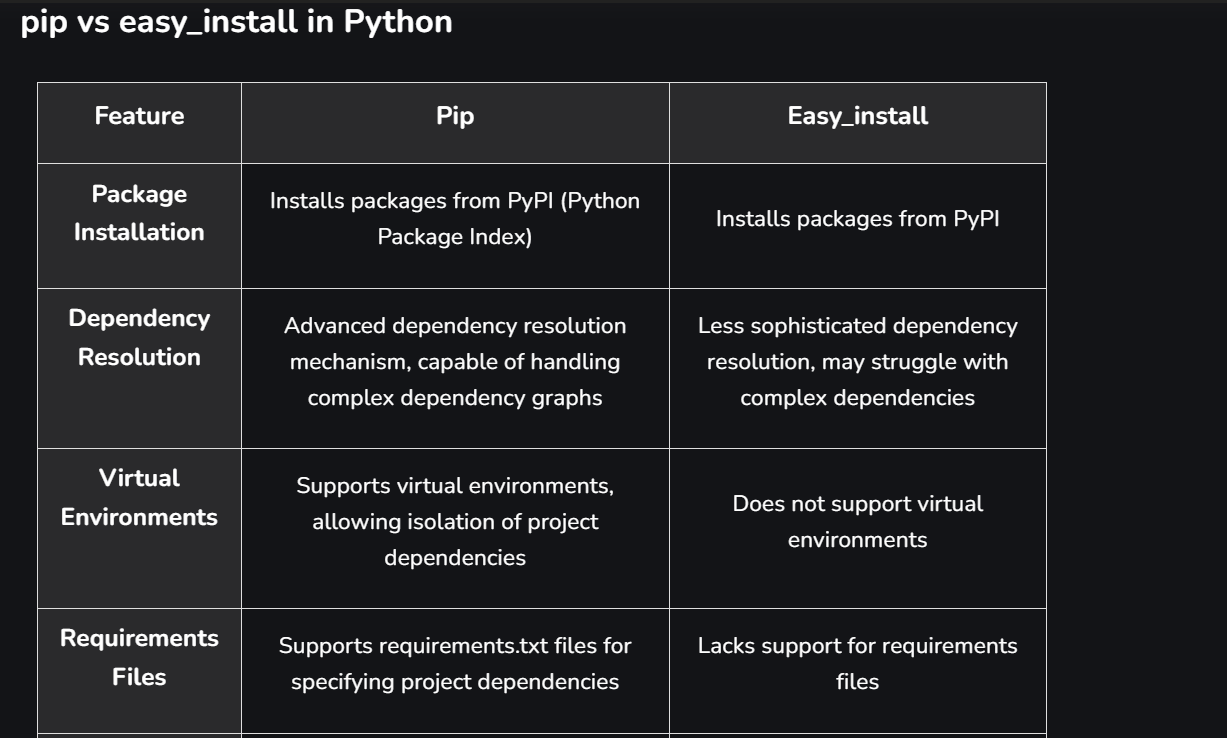 pip vs easy_install in Python
Feature
Pip
Easy_install
Package
Installation
Installs packages from PyPI (Python
Package Index)
Installs packages from PyPI
Dependency
Resolution
Advanced dependency resolution
mechanism, capable of handling
complex dependency graphs
Less sophisticated dependency
resolution, may struggle with
complex dependencies
Virtual
Environments
Supports virtual environments,
allowing isolation of project
dependencies
Does not support virtual
environments
Requirements
Files
Supports requirements.txt files for
specifying project dependencies
Lacks support for requirements
files